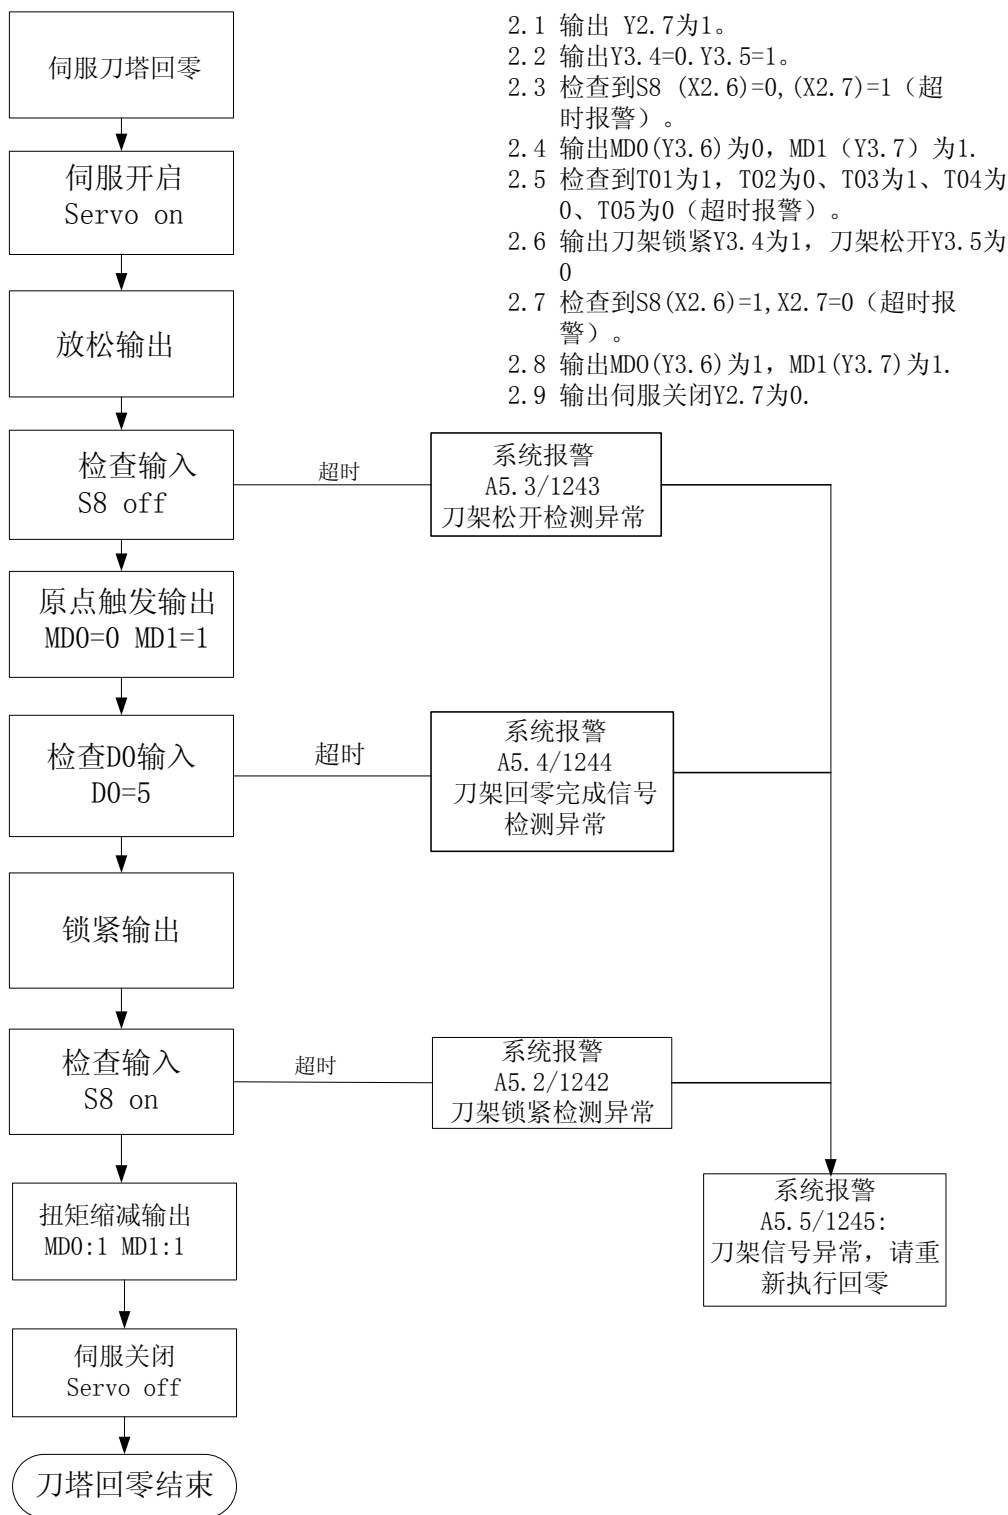 伺服刀塔回零
伺服开启
Servo on
放松输出
检查输入
S8 off
原点触发输出
MD0=0 MD1=1
检查DO输入
DO=5
锁紧输出
检查输入
S8 on
扭矩缩减输出
MD0:1 MD1:1
伺服关闭
Servo off
刀塔回零结束
2.1 输出 Y2.7为1。
2.2 输出Y3.4=0.Y3.5=1。
2.3 检查到S8 (X2.6)=0,(X2.7)=1（超
时报警）。
2.4 输出MD0(Y3.6)为0，MD1（Y3.7）为1.
2.5 检查到T01为1，T02为0、T03为1、T04为
0、T05为0（超时报警）。
2.6 输出刀架锁紧Y3.4为1，刀架松开Y3.5为
0
2.7 检查到S8(X2.6)=1,X2.7=0（超时报
警）。
2.8 输出MD0(Y3.6)为1，MD1(Y3.7)为1.
2.9 输出伺服关闭Y2.7为0.
超时
系统报警
A5.3/1243
刀架松开检测异常
超时
系统报警
A5.4/1244
刀架回零完成信号
检测异常
超时
系统报警
A5.2/1242
刀架锁紧检测异常
系统报警
A5.5/1245:
刀架信号异常，请重
新执行回零